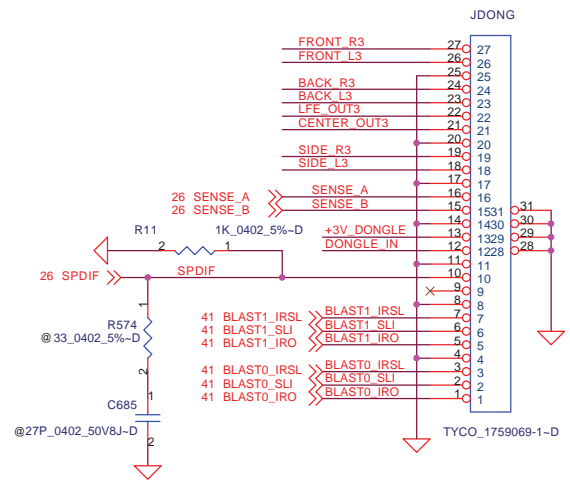 JDONG
FRONT_R3 27 27
FRONT_L3 26 26
25 25
BACK_R3 24 24
BACK_L3 23 23
LFE_OUT3 22 22
CENTER_OUT3 21 21
20 20
SIDE_R3 19 19
SIDE_L3 18 18
17 17
26 SENSE_A SENSE_A 16 16
26 SENSE_B SENSE_B 15 1531 31
14 1430 30
R11 1K_0402_5%~D +3V_DONGLE 13 1329 29
2 1 DONGLE_IN 12 1228 28
11 11
26 SPDIF SPDIF 10 10
9 9
8 8
1 41 BLAST1_IRSL BLAST1_IRSL 7 7
R574 41 BLAST1_SLI BLAST1_SLI 6 6
@33_0402_5%~D 41 BLAST1_IRO BLAST1_IRO 5 5
4 4
2 41 BLAST0_IRSL BLAST0_IRSL 3 3
41 BLAST0_SLI BLAST0_SLI 2 2
1 41 BLAST0_IRO BLAST0_IRO 1 1
C685
@27P_0402_50V8J~D TYCO_1759069-1~D
2